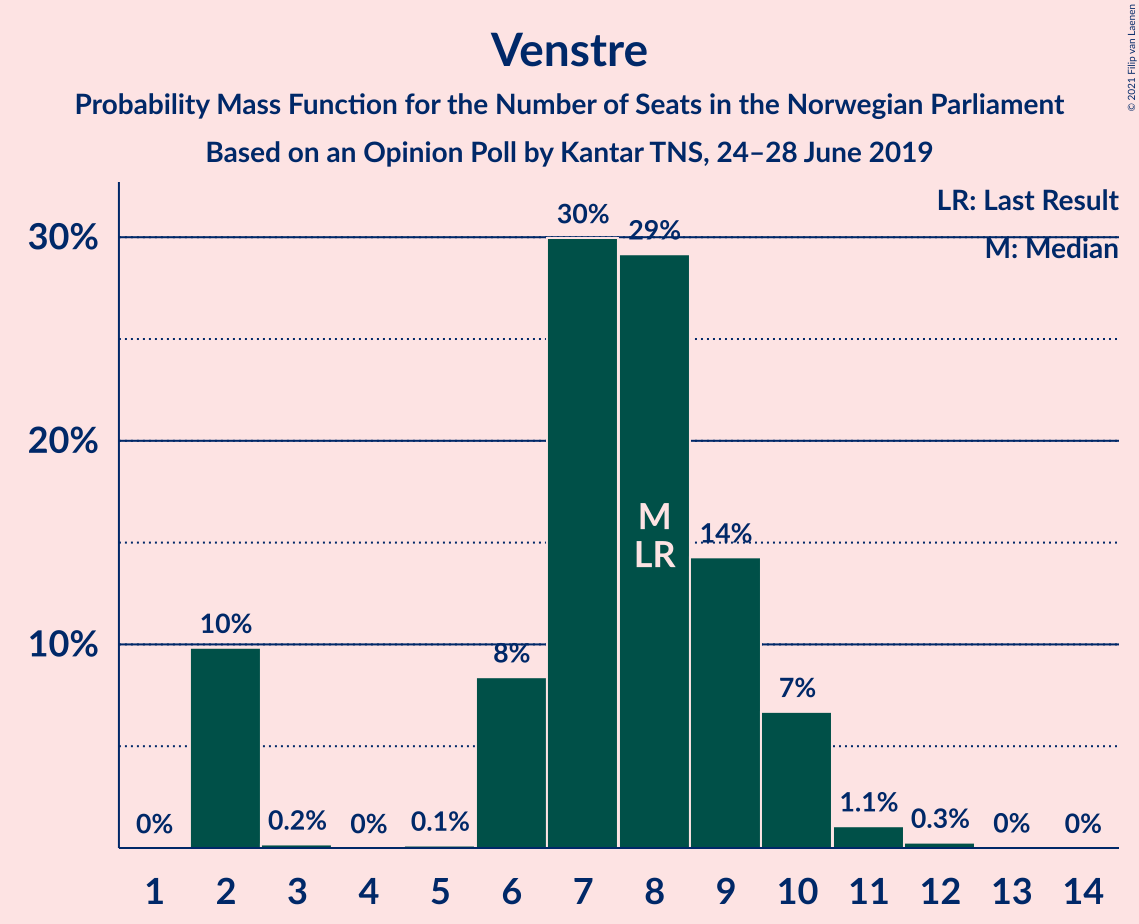 Venstre
Probability Mass Function for the Number of Seats in the Norwegian Parliament
Based on an Opinion Poll by Kantar TNS, 24–28 June 2019
© 2021 Filip van Laenen
LR: Last Result
M: Median
30%
20%
10%
0%
10%
0.2%
0%
0.1%
8%
30%
29%
14%
7%
1.1%
0.3%
0%
0%
M
LR
1 2 3 4 5 6 7 8 9 10 11 12 13 14